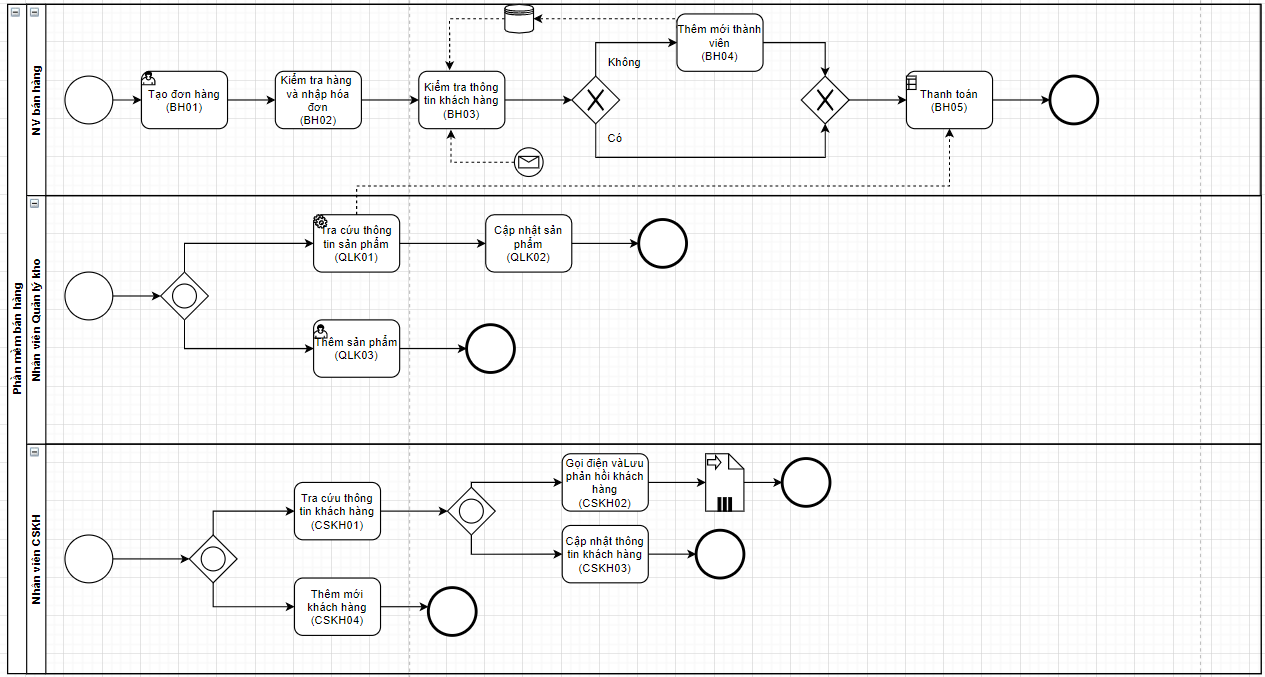 Phần mềm bán hàng
NV bán hàng
Tạo đơn hàng
(BH01)
Kiểm tra hàng
và nhập hóa
đơn
(BH02)
Kiểm tra thông
tin khách hàng
(BH03)
Không
Có
Thêm mới thành
viên
(BH04)
Thanh toán
(BH05)
Nhân viên Quản lý kho
Tra cứu thông
tin sản phẩm
(QLK01)
Cập nhật sản
phẩm
(QLK02)
Thêm sản phẩm
(QLK03)
Nhân viên CSKH
Tra cứu thông
tin khách hàng
(CSKH01)
Gọi điện vàLưu
phản hồi khách
hàng
(CSKH02)
Cập nhật thông
tin khách hàng
(CSKH03)
Thêm mới
khách hàng
(CSKH04)